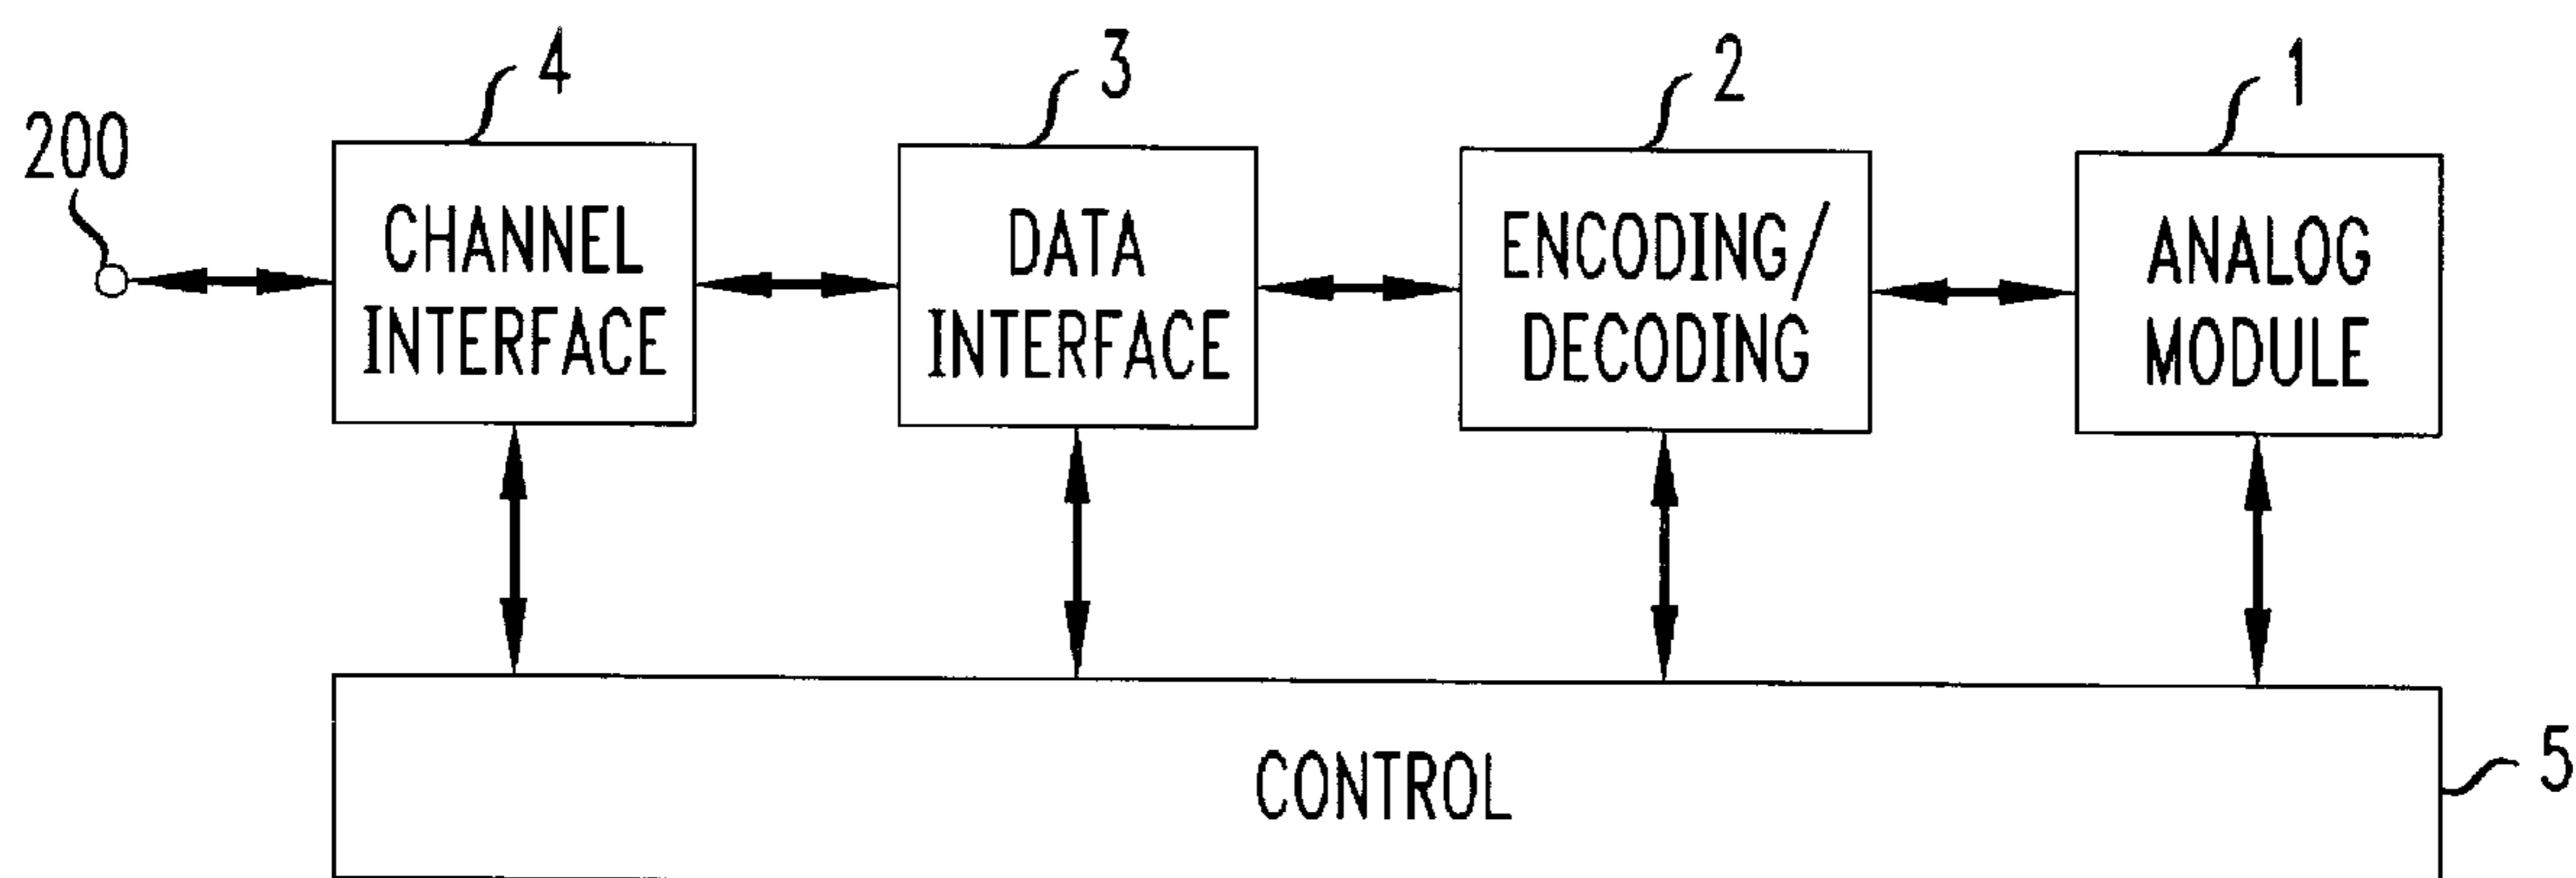 4
3
2
1
200
CHANNEL
INTERFACE
DATA
INTERFACE
ENCODING/
DECODING
ANALOG
MODULE
CONTROL
5